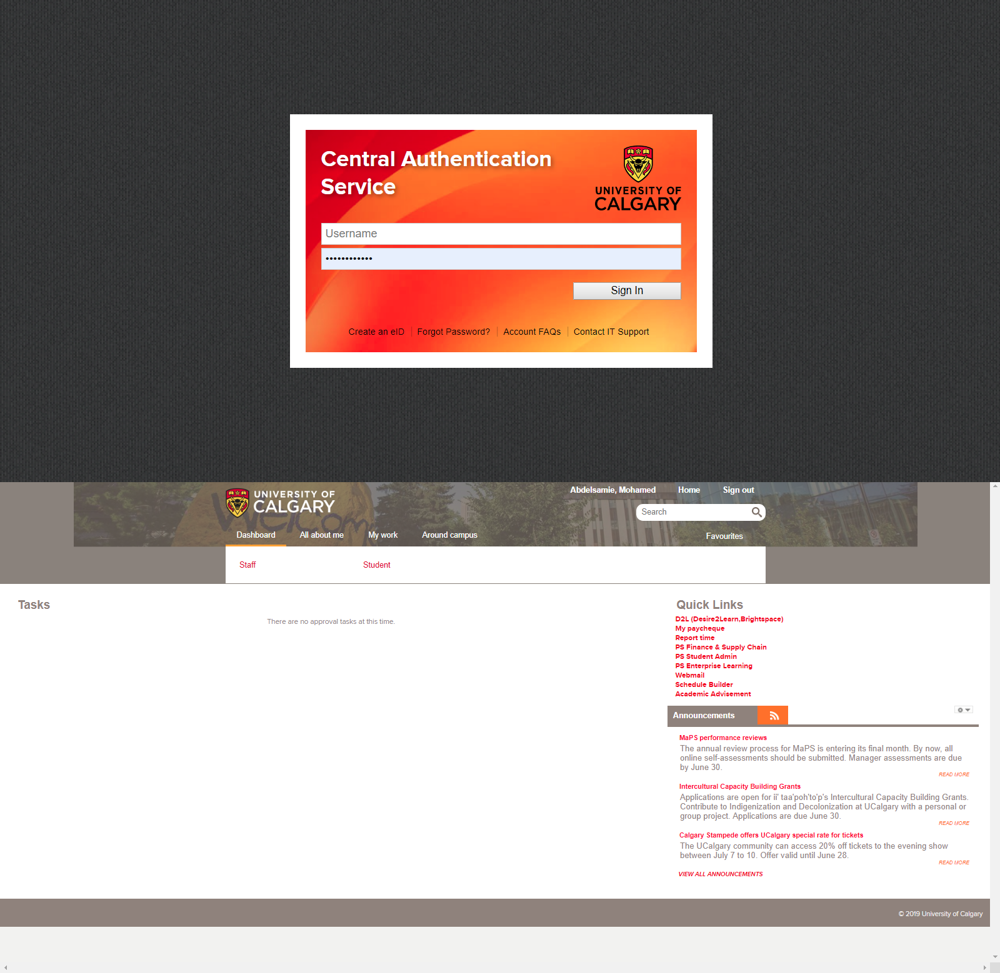 Central Authentication
Service
UNIVERSITY OF
CALGARY
Username
••••••••••••
Sign In
Create an eID
Forgot Password?
Account FAQs
Contact IT Support
UNIVERSITY OF
CALGARY
Welcom
Abdelsamie, Mohamed
Home
Sign out
Search
Dashboard
All about me
My work
Around campus
Favourites
Staff
Student
Tasks
There are no approval tasks at this time.
Quick Links
D2L (Desire2Learn,Brightspace)
My paycheque
Report time
PS Finance & Supply Chain
PS Student Admin
PS Enterprise Learning
Webmail
Schedule Builder
Academic Advisement
Announcements
MaPS performance reviews
The annual review process for MaPS is entering its final month. By now, all
online self-assessments should be submitted. Manager assessments are due
by June 30.
READ MORE
Intercultural Capacity Building Grants
Applications are open for ii' taa'poh'to'p's Intercultural Capacity Building Grants.
Contribute to Indigenization and Decolonization at UCalgary with a personal or
group project. Applications are due June 30.
READ MORE
Calgary Stampede offers UCalgary special rate for tickets
The UCalgary community can access 20% off tickets to the evening show
between July 7 to 10. Offer valid until June 28.
READ MORE
VIEW ALL ANNOUNCEMENTS
© 2019 University of Calgary